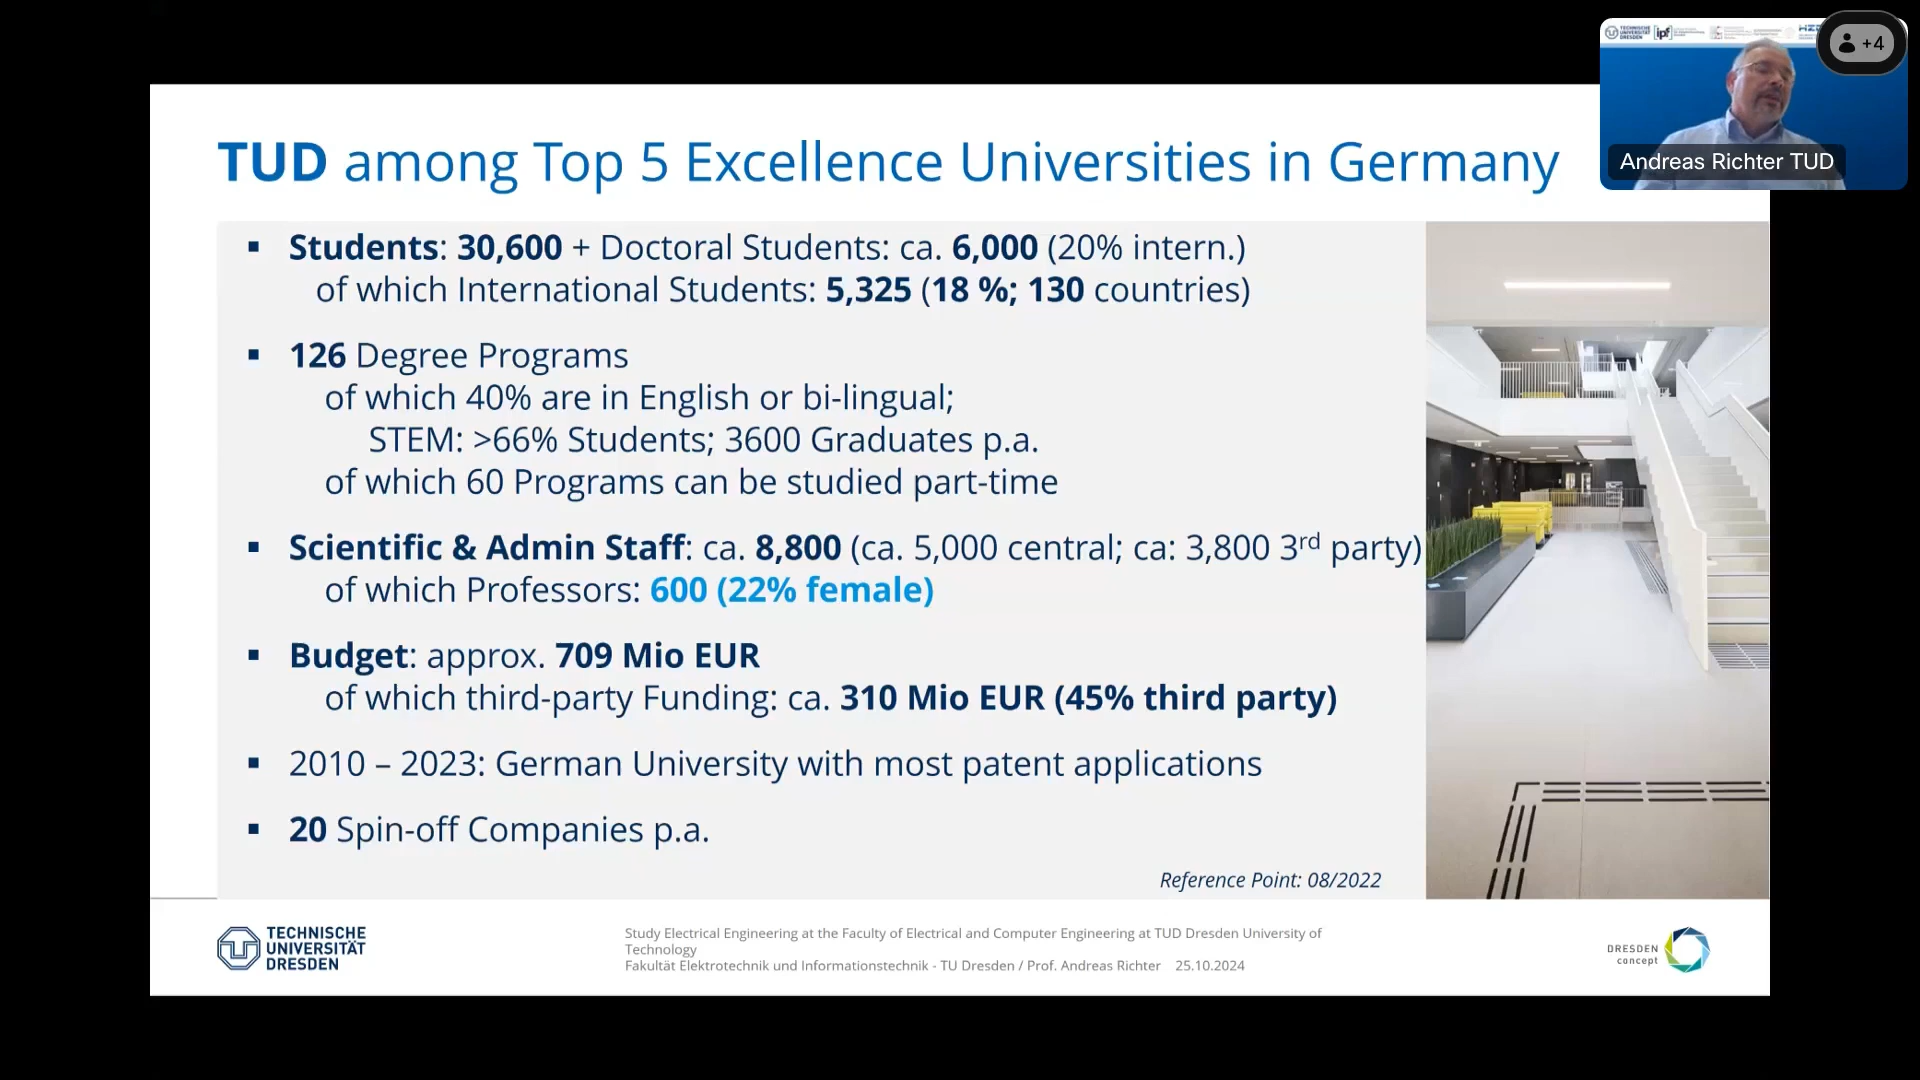 TECHNISCHE
UNIVERSITÄT
DRESDEN
ipf
+4
Andreas Richter TUD
TUD among Top 5 Excellence Universities in Germany
▪ Students: 30,600 + Doctoral Students: ca. 6,000 (20% intern.)
of which International Students: 5,325 (18 %; 130 countries)
▪ 126 Degree Programs
of which 40% are in English or bi-lingual;
STEM: >66% Students; 3600 Graduates p.a.
of which 60 Programs can be studied part-time
▪ Scientific & Admin Staff: ca. 8,800 (ca. 5,000 central; ca: 3,800 3rd party)
of which Professors: 600 (22% female)
▪ Budget: approx. 709 Mio EUR
of which third-party Funding: ca. 310 Mio EUR (45% third party)
▪ 2010 – 2023: German University with most patent applications
▪ 20 Spin-off Companies p.a.
Reference Point: 08/2022
TECHNISCHE
UNIVERSITÄT
DRESDEN
Study Electrical Engineering at the Faculty of Electrical and Computer Engineering at TUD Dresden University of
Technology
Fakultät Elektrotechnik und Informationstechnik - TU Dresden / Prof. Andreas Richter 25.10.2024
DRESDEN
concept